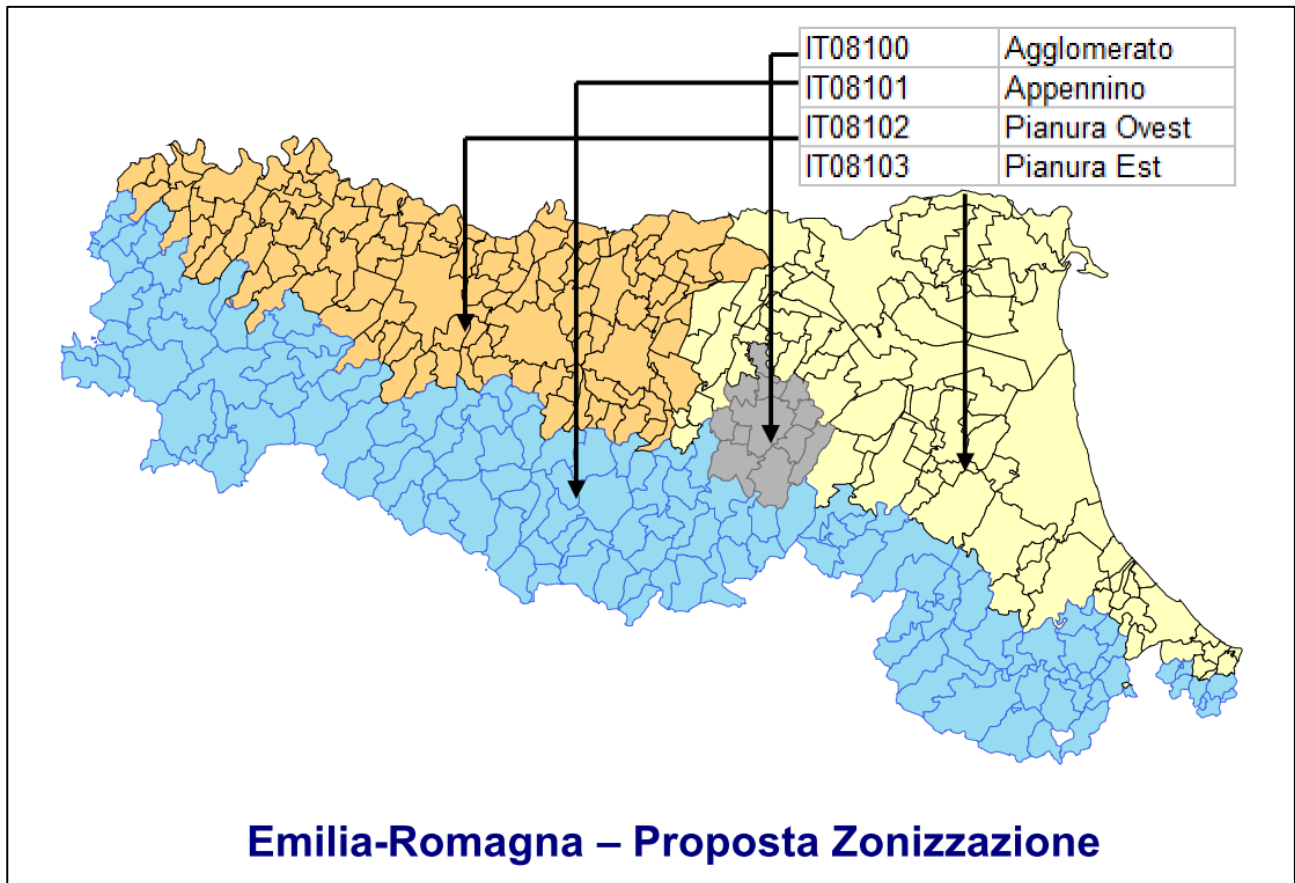 IT08100 Agglomerato
IT08101 Appennino
IT08102 Pianura Ovest
IT08103 Pianura Est
Emilia-Romagna – Proposta Zonizzazione